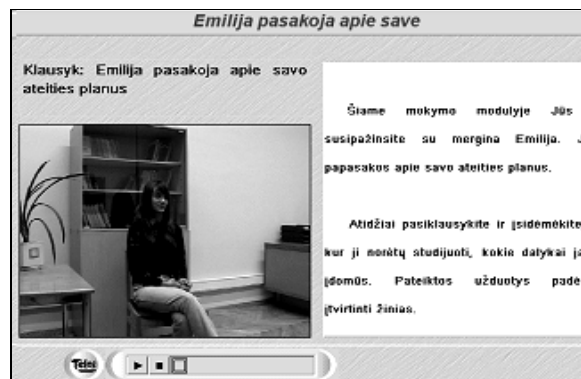 Emilija pasakoja apie save
Klausyk: Emilija pasakoja apie savo
ateities planus
Šiame mokymo modulyje Jūs
susipažinsite su mergina Emilija. J
papasakos apie savo ateities planus.
Atidžiai pasiklausykite ir įsidėmėkite
kur ji norėtų studijuoti, kokie dalykai ja
įdomūs. Pateiktos užduotys padė
įtvirtinti žinias.